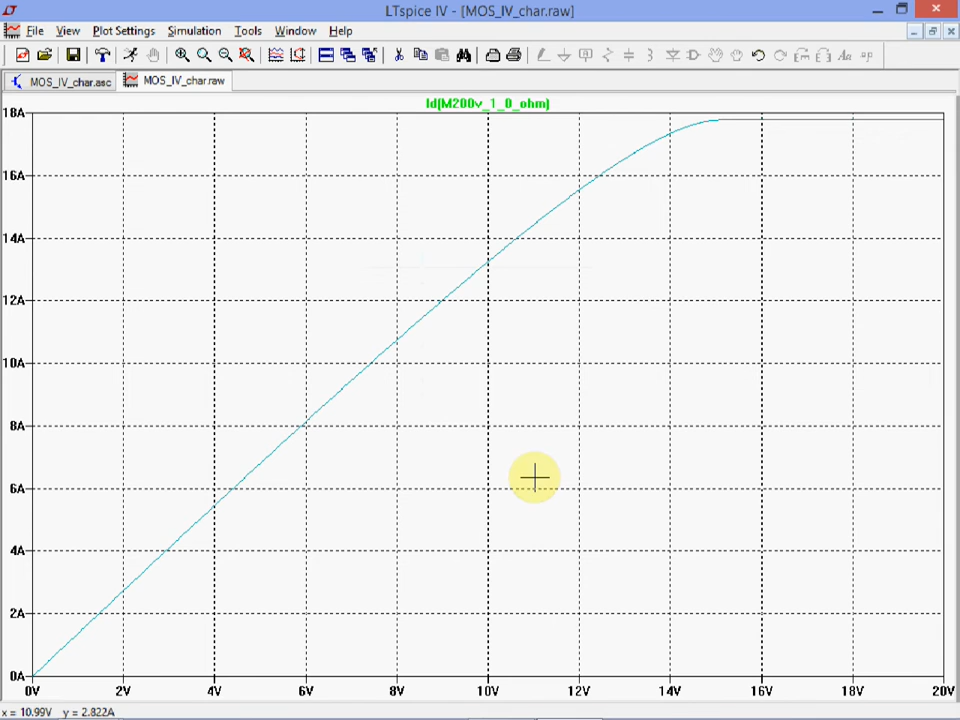 LTspice IV - [MOS_IV_char.raw]
File View Plot Settings Simulation Tools Window Help
MOS_IV_char.asc MOS_IV_char.raw
Id(M200v_1_0_ohm)
18A
16A
14A
12A
10A
8A
6A
4A
2A
0A
0V 2V 4V 6V 8V 10V 12V 14V 16V 18V 20V
x = 10.99V y = 2.822A